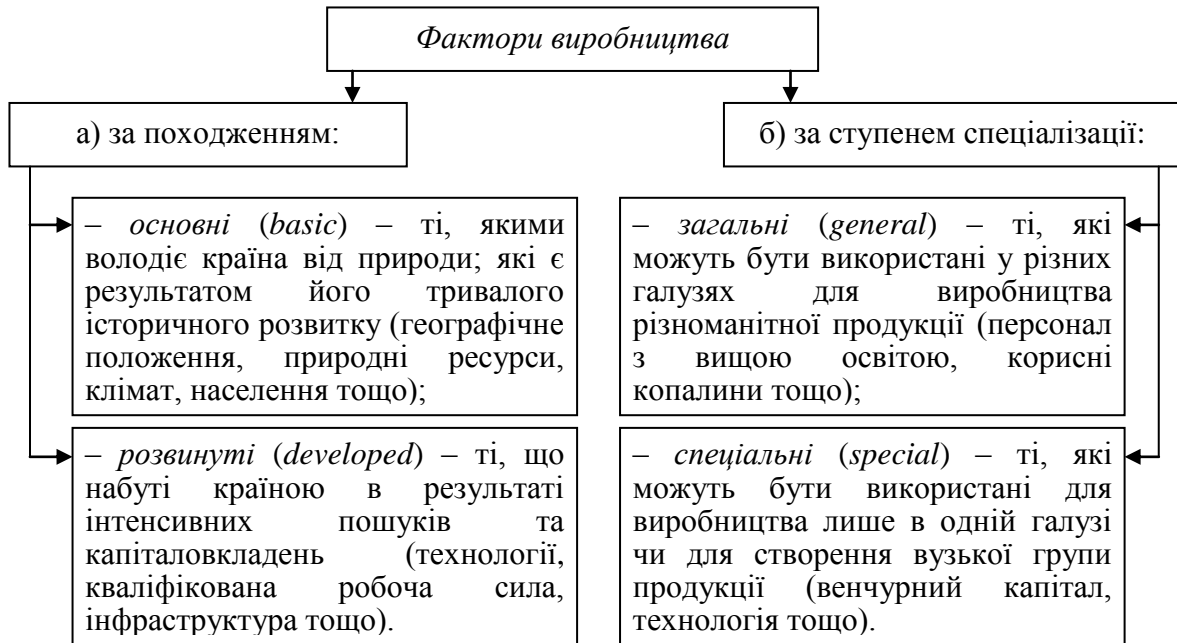 Фактори виробництва
а) за походженням:
– основні (basic) – ті, якими
володіє країна від природи; які є
результатом його тривалого
історичного розвитку (географічне
положення, природні ресурси,
клімат, населення тощо);
– розвинуті (developed) – ті, що
набуті країною в результаті
інтенсивних пошуків та
капіталовкладень (технології,
кваліфікована робоча сила,
інфраструктура тощо).
б) за ступенем спеціалізації:
– загальні (general) – ті, які
можуть бути використані у різних
галузях для виробництва
різноманітної продукції (персонал
з вищою освітою, корисні
копалини тощо);
– спеціальні (special) – ті, які
можуть бути використані для
виробництва лише в одній галузі
чи для створення вузької групи
продукції (венчурний капітал,
технологія тощо).